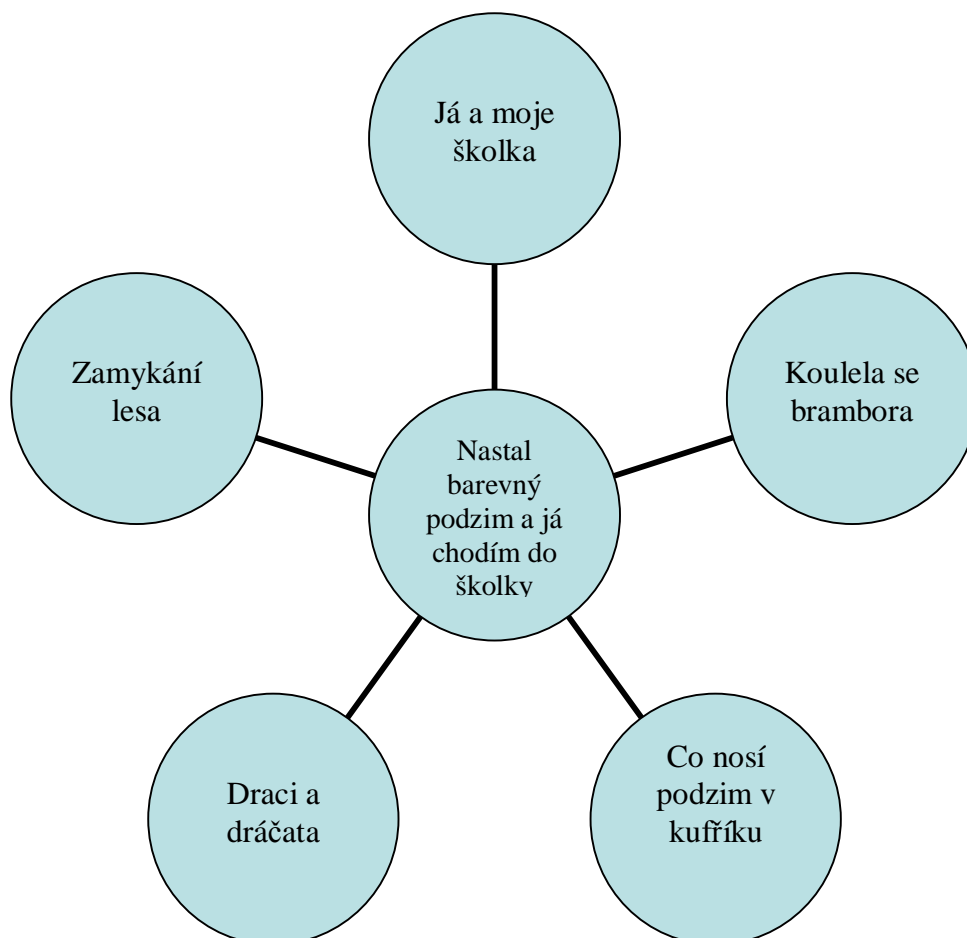 Já a moje
školka
Zamykání
lesa
Koulela se
brambora
Nastal
barevný
podzim a já
chodím do
školky
Draci a
dráčata
Co nosí
podzim v
kufříku